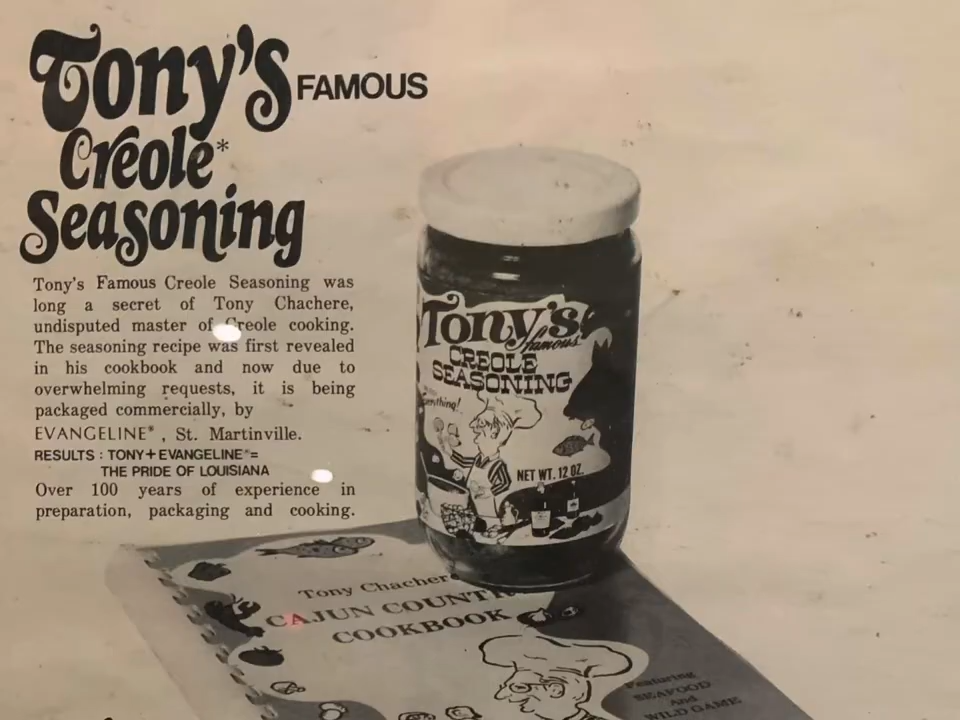 Tony's FAMOUS
Creole*
Seasoning
Tony's Famous Creole Seasoning was
long a secret of Tony Chachere,
undisputed master of Creole cooking.
The seasoning recipe was first revealed
in his cookbook and now due to
overwhelming requests, it is being
packaged commercially, by
EVANGELINE*, St. Martinville.
RESULTS : TONY + EVANGELINE*=
THE PRIDE OF LOUISIANA
Over 100 years of experience in
preparation, packaging and cooking.
Tony's
famous
CREOLE
SEASONING
everything!
NET WT. 12 OZ.
Tony Chacher
CAJUN COUNTR
COOKBOOK
Featuring
SEAFOOD
And
WILD GAME